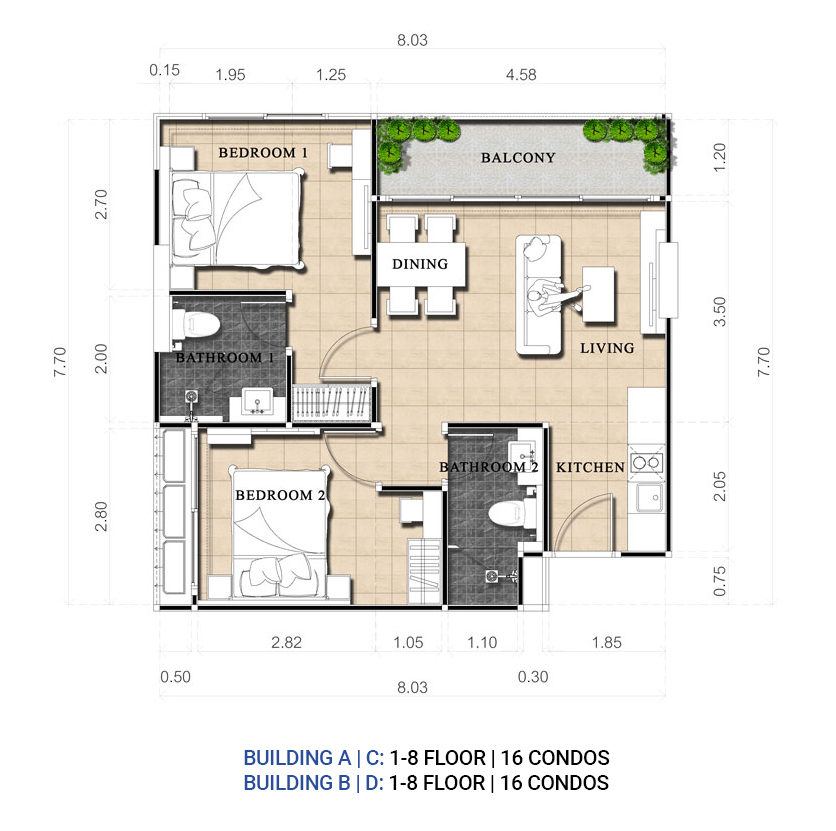 8.03
0.15 1.95 1.25 4.58
BEDROOM 1
BALCONY
1.20
2.70
DINING
3.50
LIVING
BATHROOM 1
7.70 2.00 7.70
BATHROOM 2 KITCHEN
BEDROOM 2
2.05
2.80
0.75
2.82 1.05 1.10 1.85
0.50 0.30
8.03
BUILDING A | C: 1-8 FLOOR | 16 CONDOS
BUILDING B | D: 1-8 FLOOR | 16 CONDOS